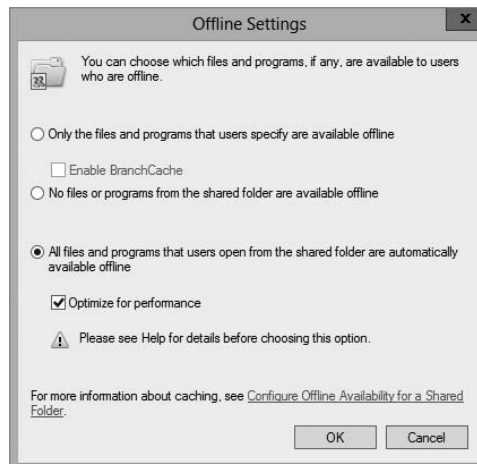 Offline Settings
x
You can choose which files and programs, if any, are available to users
who are offline.
Only the files and programs that users specify are available offline
Enable BranchCache
No files or programs from the shared folder are available offline
All files and programs that users open from the shared folder are automatically
available offline
Optimize for performance
Please see Help for details before choosing this option.
For more information about caching, see Configure Offline Availability for a Shared
Folder.
OK
Cancel